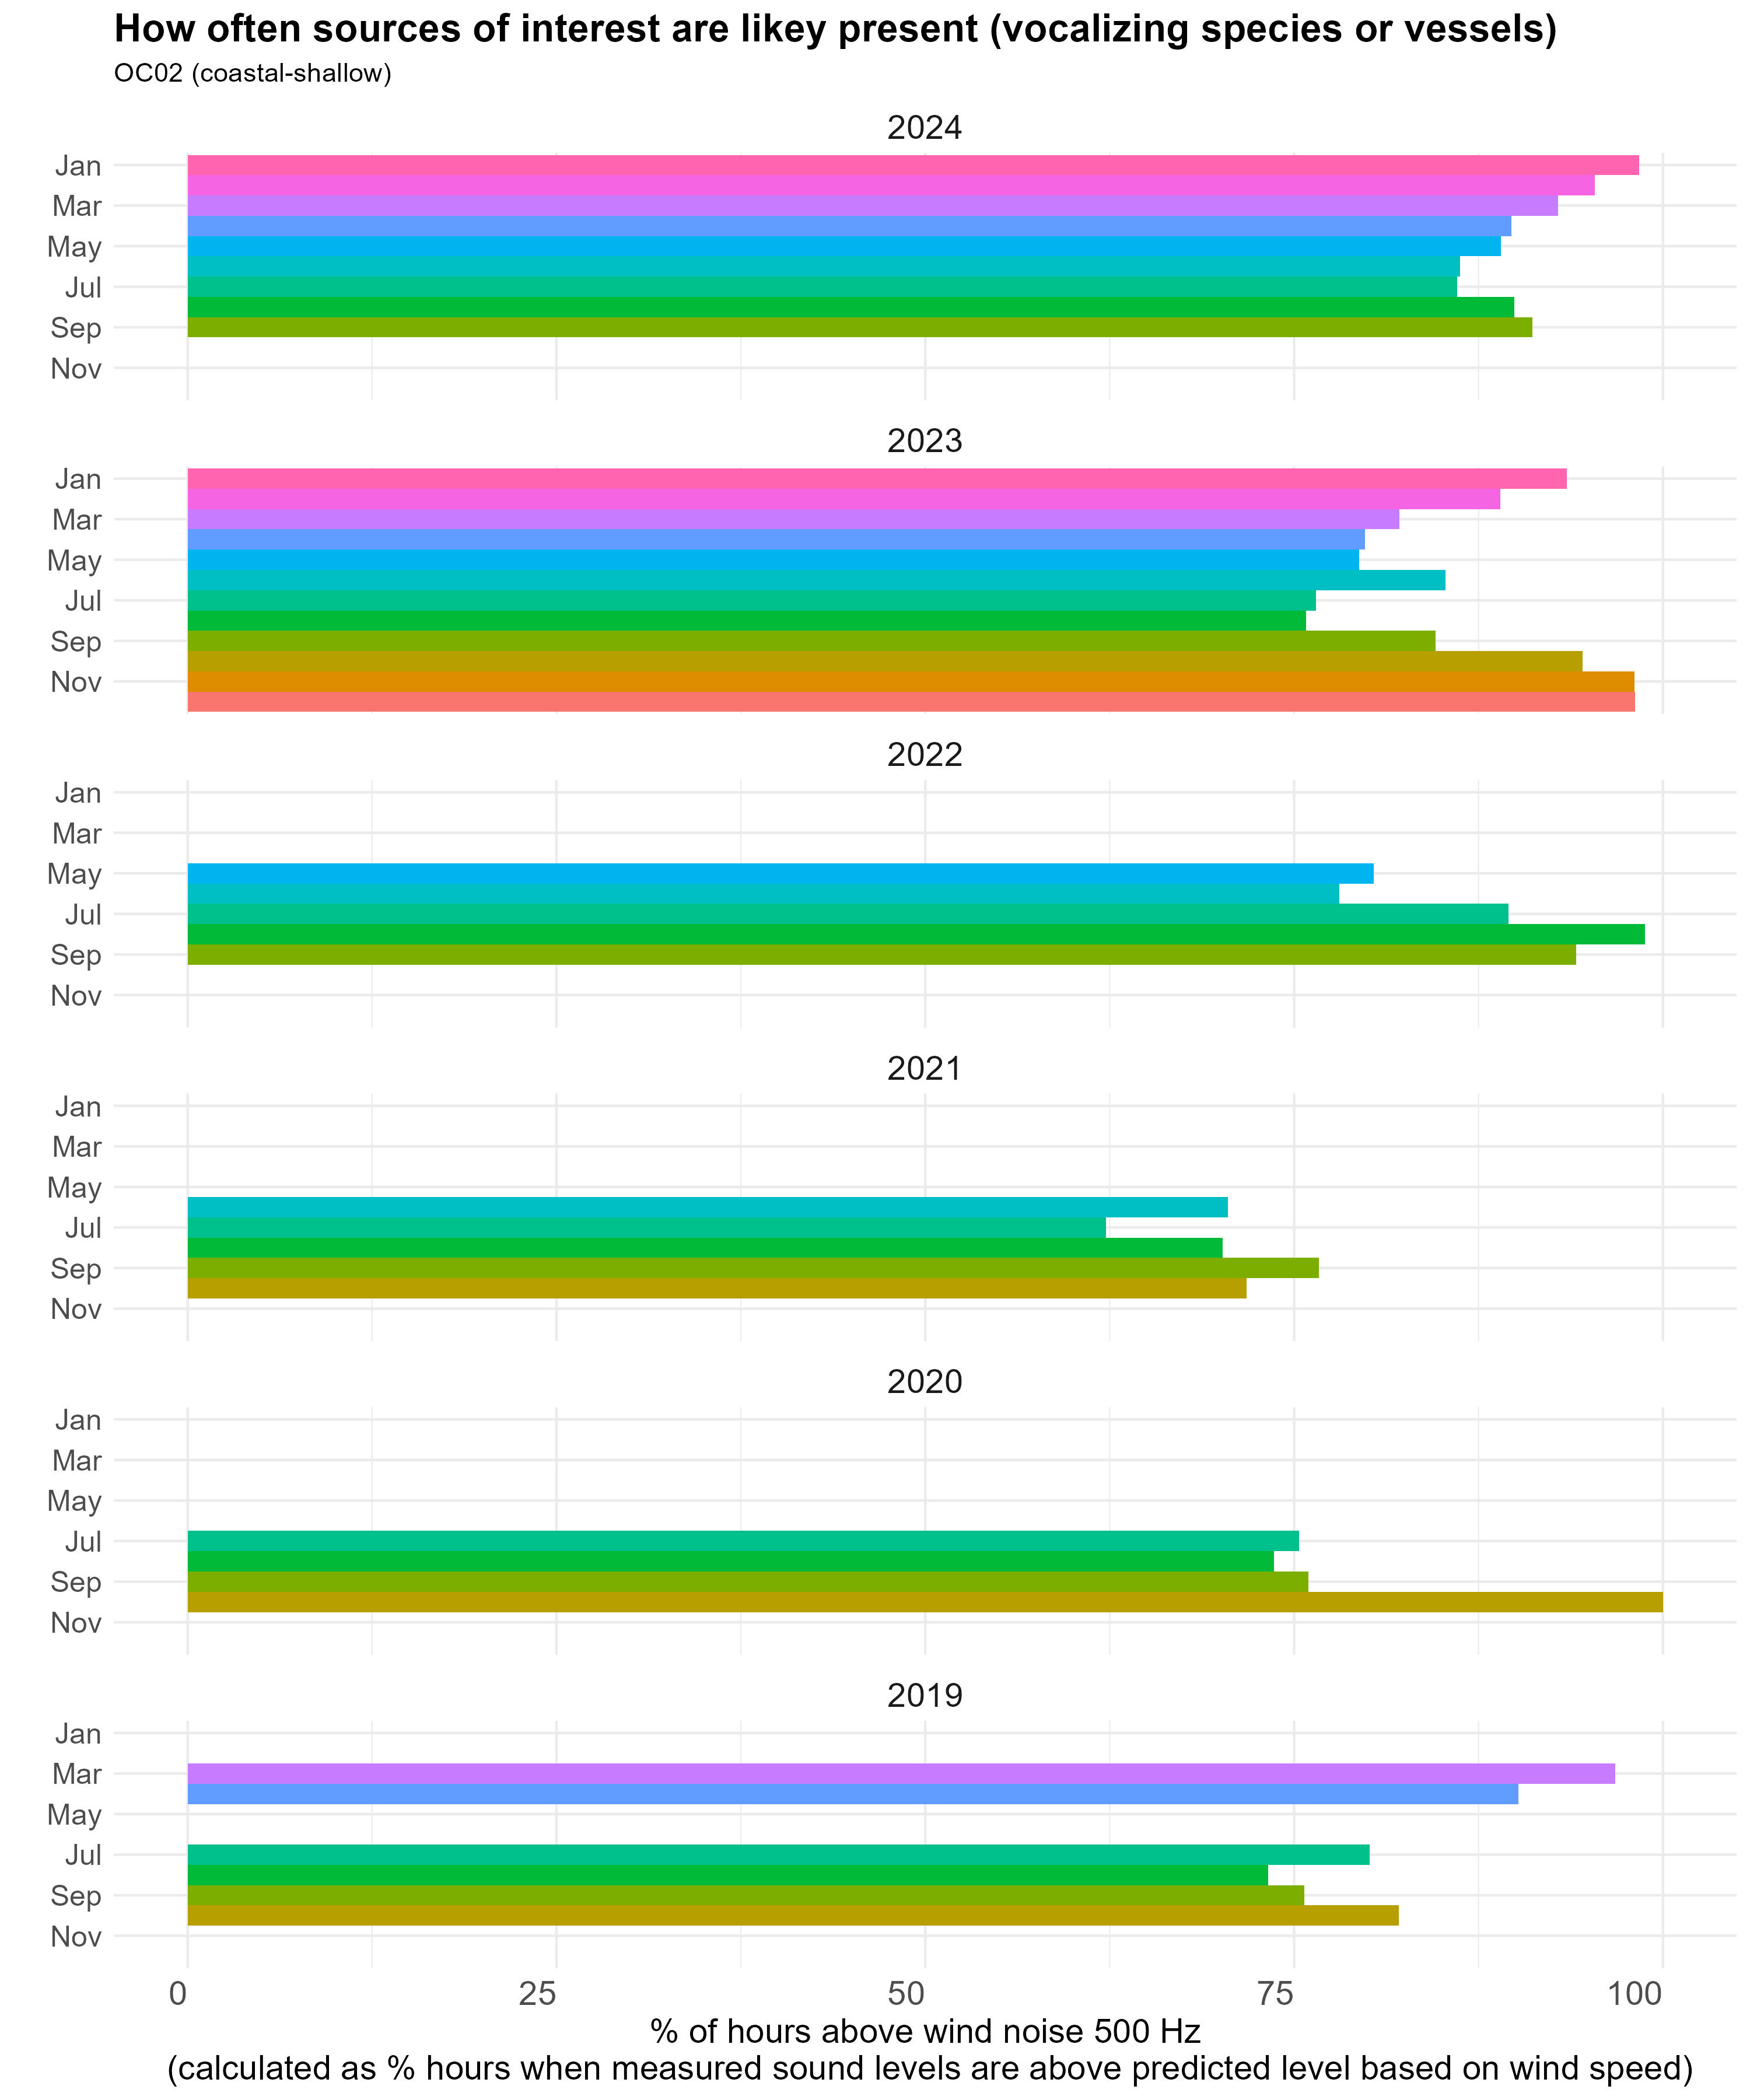 How often sources of interest are likey present (vocalizing species or vessels)
OC02 (coastal-shallow)
2024
Jan
Mar
May
Jul
Sep
Nov
2023
Jan
Mar
May
Jul
Sep
Nov
2022
Jan
Mar
May
Jul
Sep
Nov
2021
Jan
Mar
May
Jul
Sep
Nov
2020
Jan
Mar
May
Jul
Sep
Nov
2019
Jan
Mar
May
Jul
Sep
Nov
0 25 50 75 100
% of hours above wind noise 500 Hz
(calculated as % hours when measured sound levels are above predicted level based on wind speed)